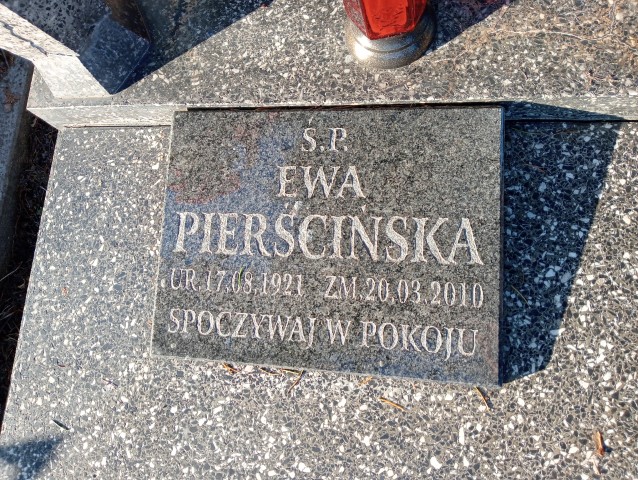 Ś.P.
EWA
PIERŚCIŃSKA
UR.17.08.1921 ZM.20.03.2010
SPOCZYWAJ W POKOJU